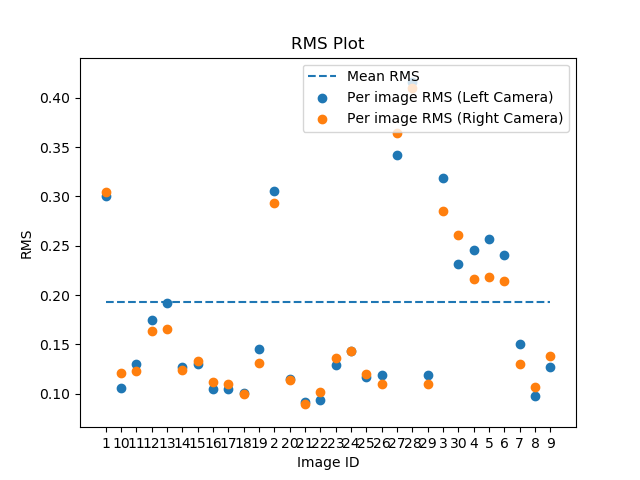 RMS Plot
Mean RMS
Per image RMS (Left Camera)
Per image RMS (Right Camera)
0.40
0.35
0.30
0.25
0.20
0.15
0.10
RMS
1 10 11 12 13 14 15 16 17 18 19 2 20 21 22 23 24 25 26 27 28 29 3 30 4 5 6 7 8 9
Image ID